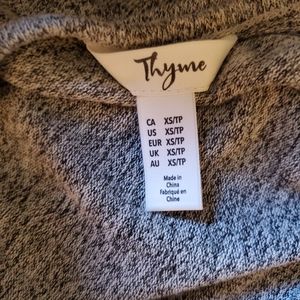 Thyme
CA XS/TP
US XS/TP
EUR XS/TP
UK XS/TP
AU XS/TP
Made in
China
Fabriqué en
Chine